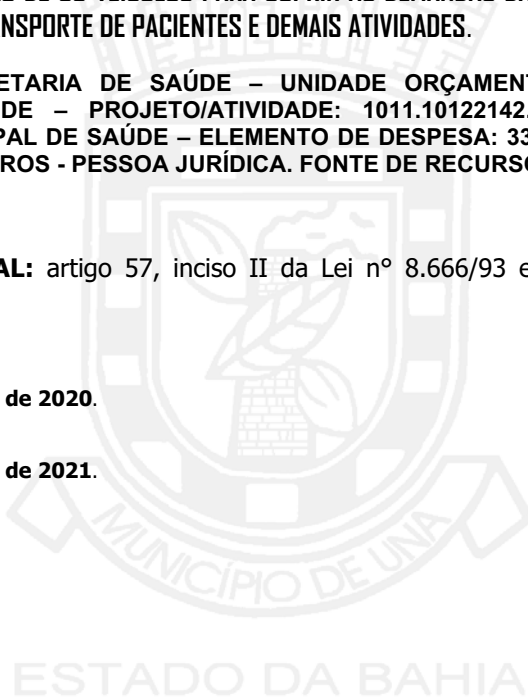 NSPORTE DE PACIENTES E DEMAIS ATIVIDADES.
ETARIA DE SAÚDE – UNIDADE ORÇAMENT
DE – PROJETO/ATIVIDADE: 1011.10122142.
PAL DE SAÚDE – ELEMENTO DE DESPESA: 33
ROS - PESSOA JURÍDICA. FONTE DE RECURSO
AL: artigo 57, inciso II da Lei n° 8.666/93 e
de 2020.
de 2021.
MUNICÍPIO DE UNA
ESTADO DA BAHIA